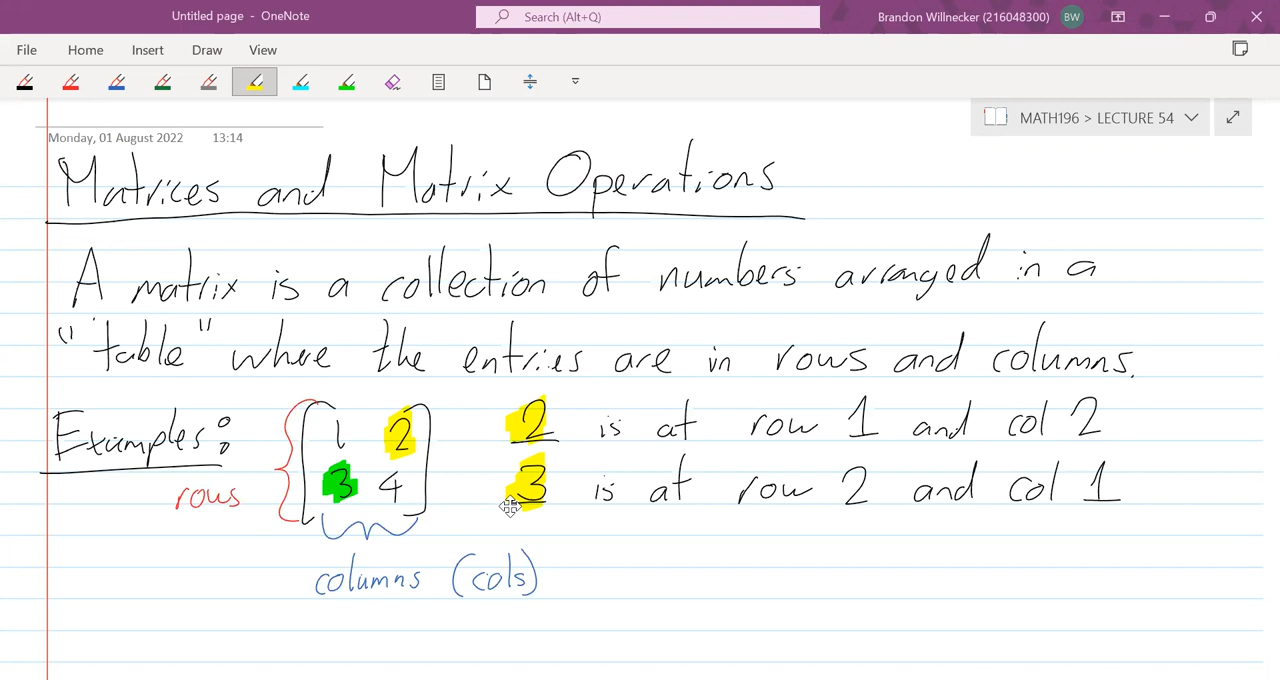 Untitled page - OneNote
Search (Alt+Q)
Brandon Willnecker (216048300)
BW
File Home Insert Draw View
MATH196 > LECTURE 54
Monday, 01 August 2022 13:14
Matrices and Matrix Operations
A matrix is a collection of numbers arranged in a
"table" where the entries are in rows and columns.
Examples: 1 2 2 is at row 1 and col 2
rows 3 4 3 is at row 2 and col 1
columns (cols)